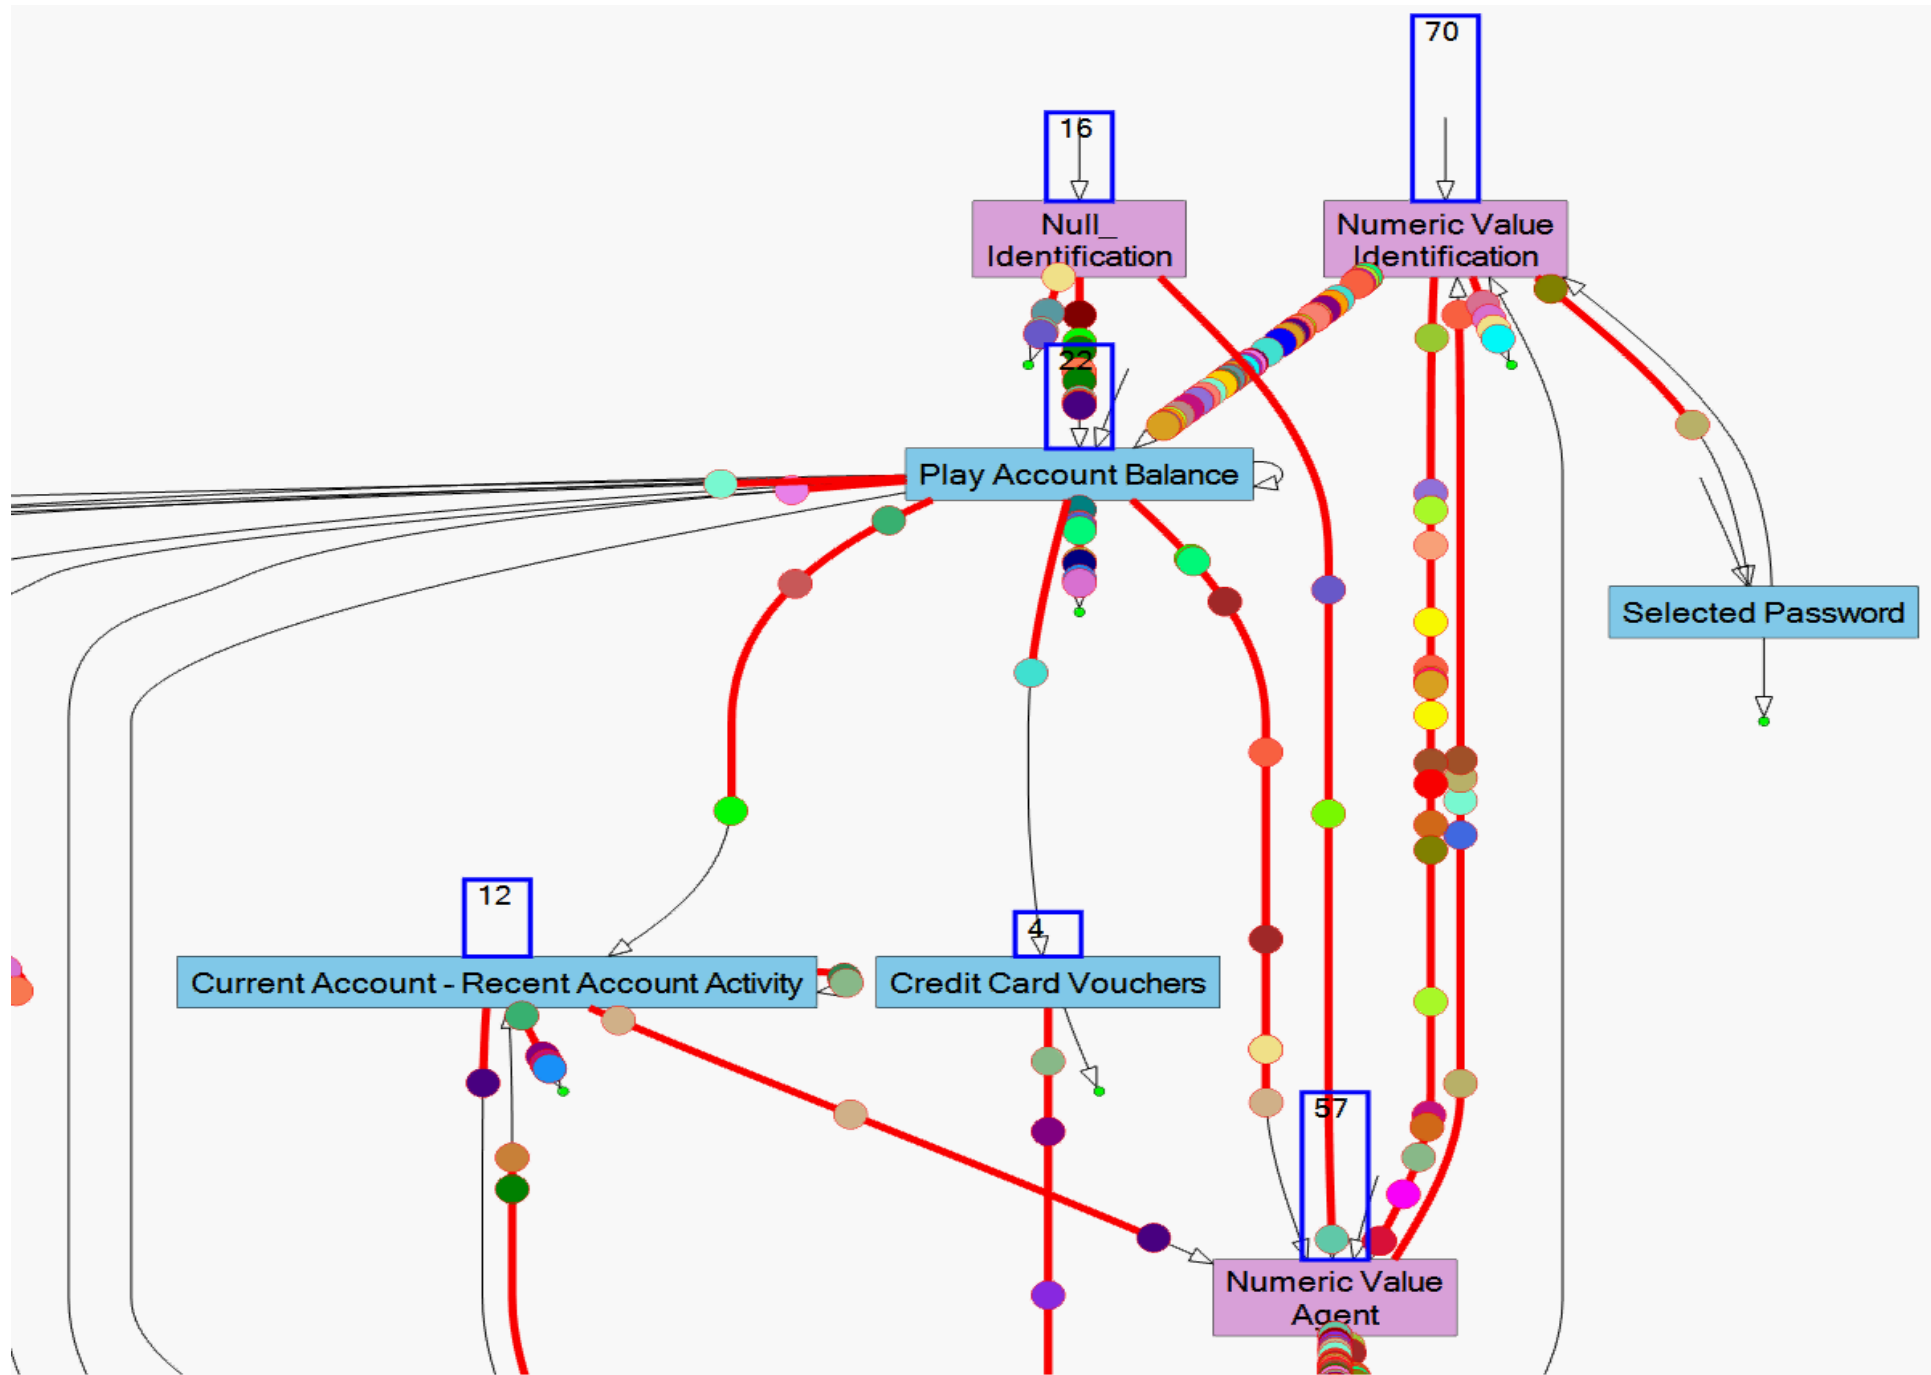 70
16
Null_
Identification
Numeric Value
Identification
22
Play Account Balance
Selected Password
12
4
Current Account - Recent Account Activity
Credit Card Vouchers
57
Numeric Value
Agent